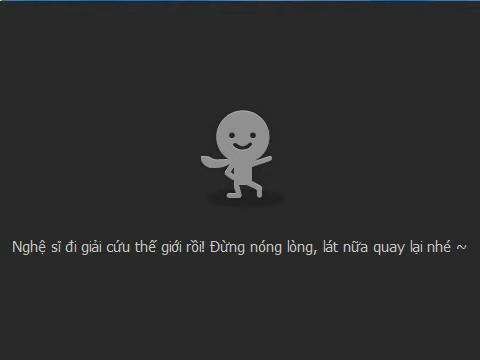 Nghệ sĩ đi giải cứu thế giới rồi! Đừng nóng lòng, lát nữa quay lại nhé ~